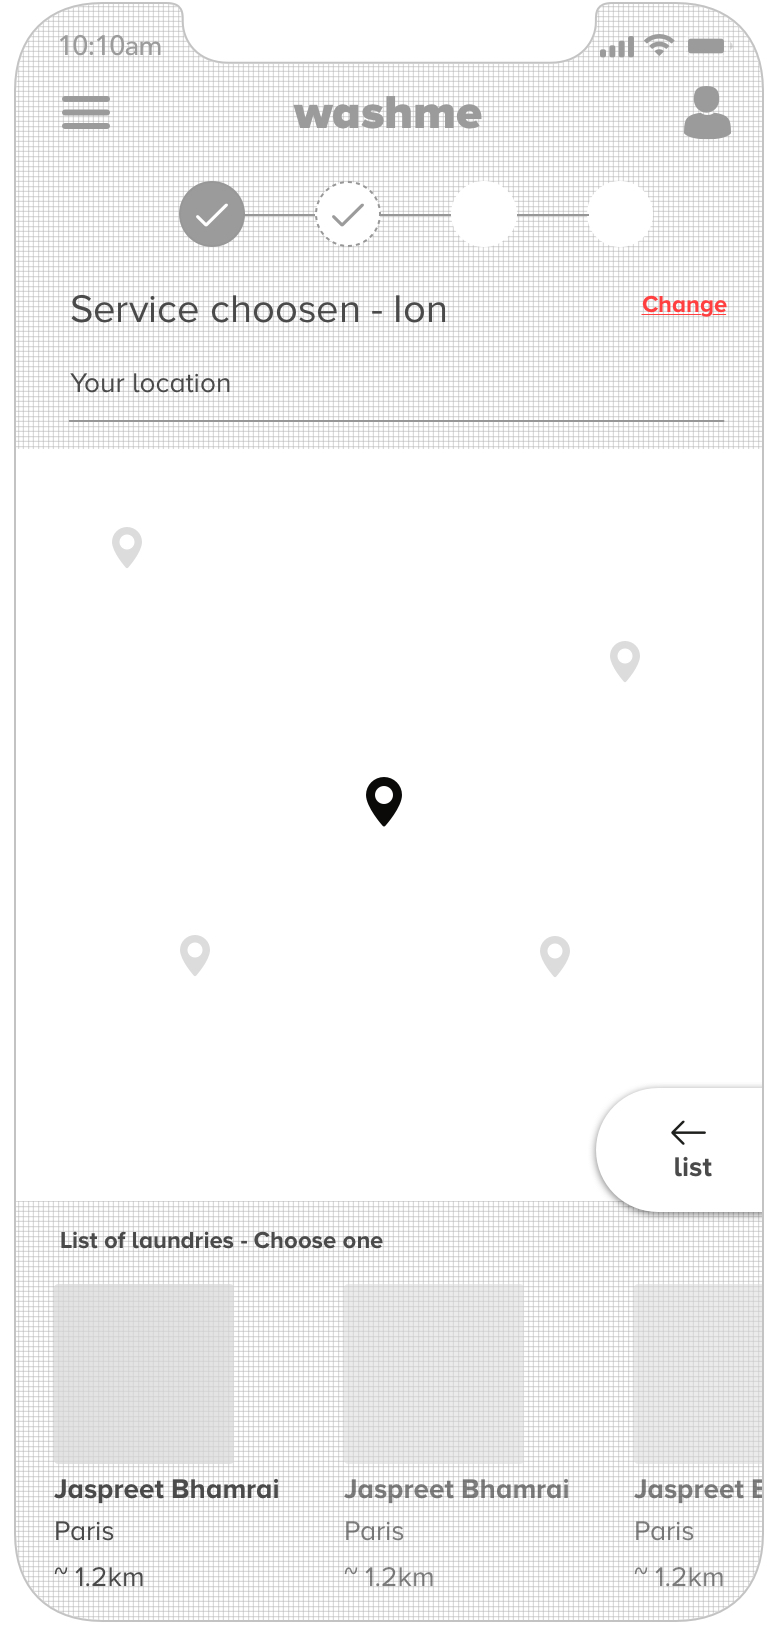 10:10am
washme
Service choosen - Ion
Change
Your location
list
List of laundries - Choose one
Jaspreet Bhamrai Jaspreet Bhamrai Jaspreet
Paris Paris Paris
~ 1.2km ~ 1.2km ~ 1.2km